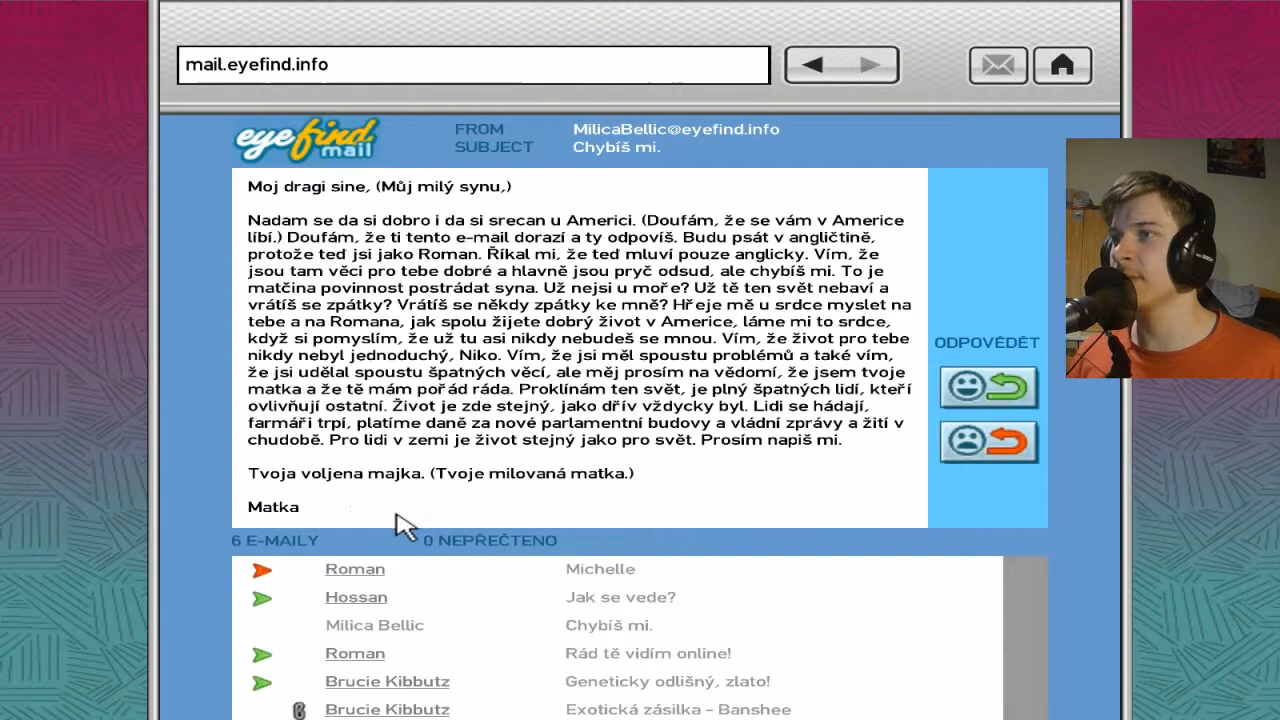 mail.eyefind.info
eyefind mail
FROM MilicaBellic@eyefind.info
SUBJECT Chybíš mi.
Moj dragi sine, (Můj milý synu,)
Nadam se da si dobro i da si srecan u Americi. (Doufám, že se vám v Americe
líbí.) Doufám, že ti tento e-mail dorazí a ty odpovíš. Budu psát v angličtině,
protože teď jsi jako Roman. Říkal mi, že teď mluví pouze anglicky. Vím, že
jsou tam věci pro tebe dobré a hlavně jsou pryč odsud, ale chybíš mi. To je
matčina povinnost postrádat syna. Už nejsi u moře? Už tě ten svět nebaví a
vrátíš se zpátky? Vrátíš se někdy zpátky ke mně? Hřeje mě u srdce myslet na
tebe a na Romana, jak spolu žijete dobrý život v Americe, láme mi to srdce,
když si pomyslím, že už tu asi nikdy nebudeš se mnou. Vím, že život pro tebe
nikdy nebyl jednoduchý, Niko. Vím, že jsi měl spoustu problémů a také vím,
že jsi udělal spoustu špatných věcí, ale měj prosím na vědomí, že jsem tvoje
matka a že tě mám pořád ráda. Proklínám ten svět, je plný špatných lidí, kteří
ovlivňují ostatní. Život je zde stejný, jako dřív vždycky byl. Lidi se hádají,
farmáři trpí, platíme daně za nové parlamentní budovy a vládní zprávy a žití v
chudobě. Pro lidi v zemi je život stejný jako pro svět. Prosím napiš mi.
Tvoja voljena majka. (Tvoje milovaná matka.)
Matka
ODPOVĚDĚT
6 E-MAILY 0 NEPŘEČTENO
Roman Michelle
Hossan Jak se vede?
Milica Bellic Chybíš mi.
Roman Rád tě vidím online!
Brucie Kibbutz Geneticky odlišný, zlato!
Brucie Kibbutz Exotická zásilka - Banshee